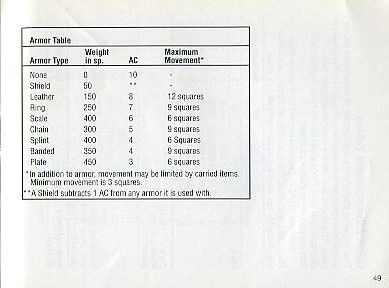 Armor Table
Weight Maximum
Armor Type in sp. AC Movement*
None 0 10 -
Shield 50 ** -
Leather 150 8 12 squares
Ring 250 7 9 squares
Scale 400 6 6 squares
Chain 300 5 9 squares
Splint 400 4 6 Squares
Banded 350 4 9 squares
Plate 450 3 6 squares
*In addition to armor, movement may be limited by carried items.
Minimum movement is 3 squares.
**A Shield subtracts 1 AC from any armor it is used with.
49